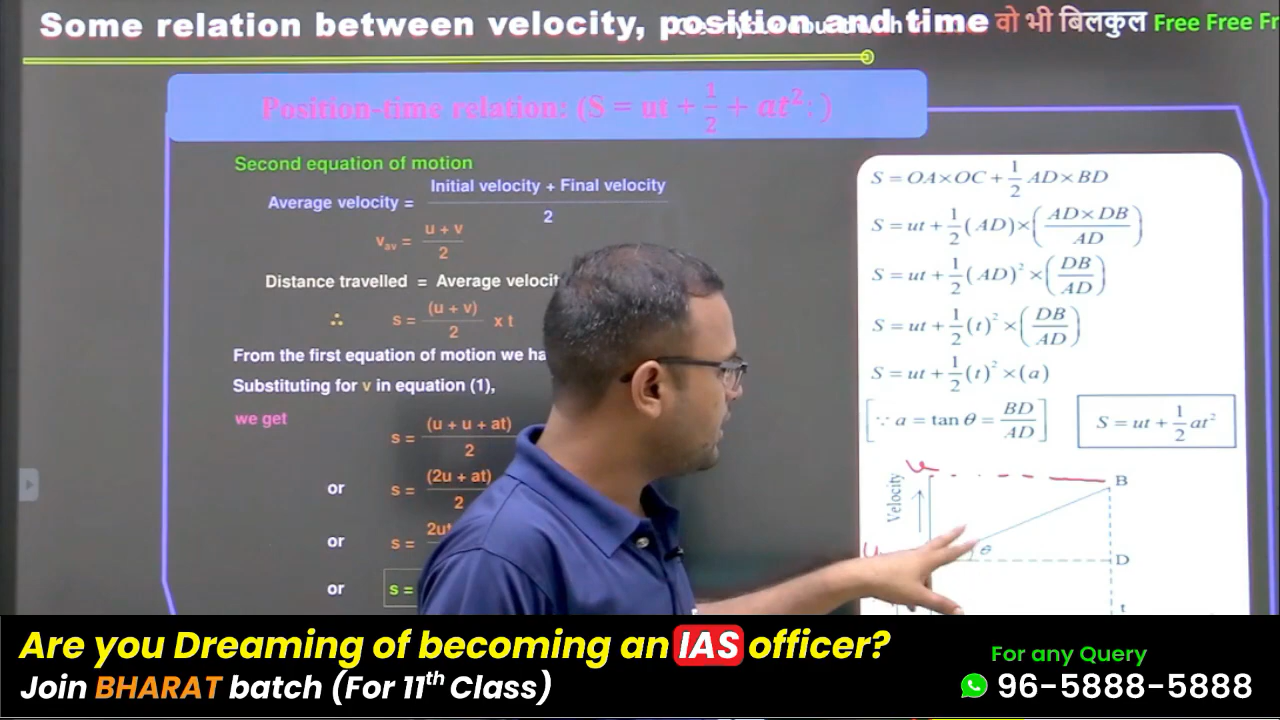 Some relation between velocity, position and time वो भी बिलकुल Free Free Fr
Position-time relation: (S = ut + 1/2 + at²; )
Second equation of motion
Average velocity = Initial velocity + Final velocity / 2
v_av = u + v / 2
Distance travelled = Average velocit
∴ s = (u + v) / 2 x t
From the first equation of motion we ha
Substituting for v in equation (1),
we get
s = (u + u + at) / 2
or s = (2u + at) / 2
or s = 2ut
or s =
S = OA×OC + 1/2 AD×BD
S = ut + 1/2 (AD)×(AD×DB / AD)
S = ut + 1/2 (AD)² ×(DB / AD)
S = ut + 1/2 (t)² ×(DB / AD)
S = ut + 1/2 (t)² ×(a)
[∵ a = tan θ = BD / AD]
S = ut + 1/2 at²
Velocity
B
u
θ
D
t
Are you Dreaming of becoming an IAS officer?
Join BHARAT batch (For 11th Class)
For any Query
96-5888-5888